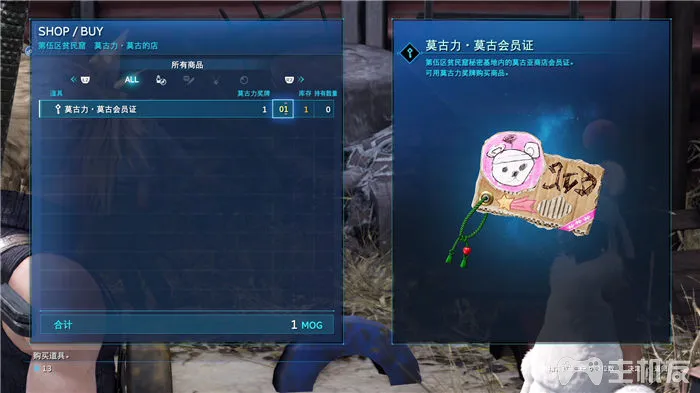 SHOP / BUY
第伍区贫民窟 莫古力・莫古的店
所有商品
ALL
道具 莫古力奖牌 库存 持有数量
莫古力・莫古会员证 1 01 1 0
合计 1 MOG
购买道具。
13
莫古力・莫古会员证
第伍区贫民窟秘密基地内的莫古亚商店会员证。
可用莫古力奖牌购买商品。
主机友